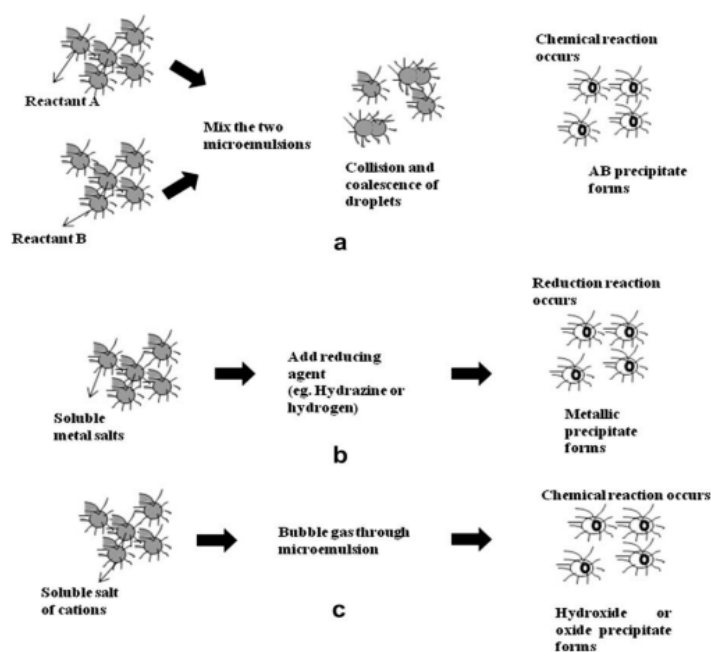 Reactant A
Mix the two
microemulsions
Reactant B
Collision and
coalescence of
droplets
Chemical reaction
occurs
AB precipitate
forms
a
Soluble
metal salts
Add reducing
agent
(eg. Hydrazine or
hydrogen)
Reduction reaction
occurs
Metallic
precipitate
forms
b
Soluble salt
of cations
Bubble gas through
microemulsion
Chemical reaction occurs
Hydroxide or
oxide precipitate
forms
c